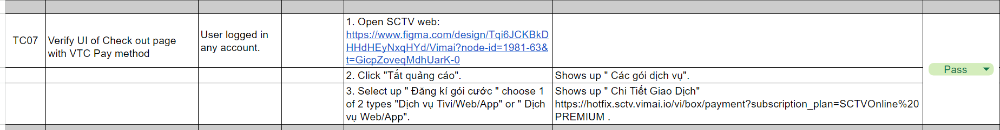 TC07
Verify UI of Check out page
with VTC Pay method
User logged in
any account.
1. Open SCTV web:
https://www.figma.com/design/Tqi6JCKBkD
HHdHEyNxqHYd/Vimai?node-id=1981-63&
t=GicpZoveqMdhUarK-0
Pass
2. Click "Tắt quảng cáo".
Shows up " Các gói dịch vụ".
3. Select up " Đăng kí gói cước " choose 1
of 2 types "Dịch vụ Tivi/Web/App" or " Dịch
vụ Web/App".
Shows up " Chi Tiết Giao Dịch"
https://hotfix.sctv.vimai.io/vi/box/payment?subscription_plan=SCTVOnline%20
PREMIUM .